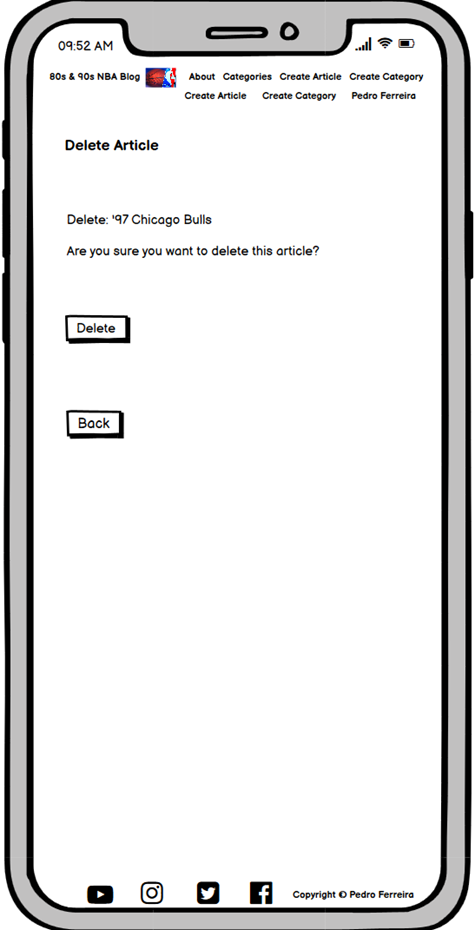 09:52 AM
80s & 90s NBA Blog About Categories Create Article Create Category
Create Article Create Category Pedro Ferreira
Delete Article
Delete: '97 Chicago Bulls
Are you sure you want to delete this article?
Delete
Back
Copyright © Pedro Ferreira